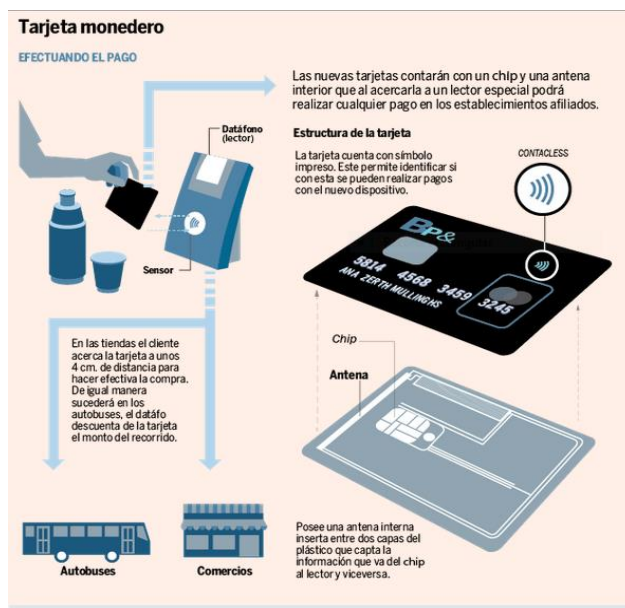 Tarjeta monedero
EFECTUANDO EL PAGO
Las nuevas tarjetas contarán con un chip y una antena
interior que al acercarla a un lector especial podrá
realizar cualquier pago en los establecimientos afiliados.
Datáfono
(lector)
Sensor
Estructura de la tarjeta
La tarjeta cuenta con símbolo
impreso. Este permite identificar si
con esta se pueden realizar pagos
con el nuevo dispositivo.
CONTACLESS
BP&
5814 4568 3459 3245
ANA ZERTH MULLINGHS
En las tiendas el cliente
acerca la tarjeta a unos
4 cm. de distancia para
hacer efectiva la compra.
De igual manera
sucederá en los
autobuses, el datáfo
descuenta de la tarjeta
el monto del recorrido.
Chip
Antena
Autobuses
Comercios
Posee una antena interna
inserta entre dos capas del
plástico que capta la
información que va del chip
al lector y viceversa.